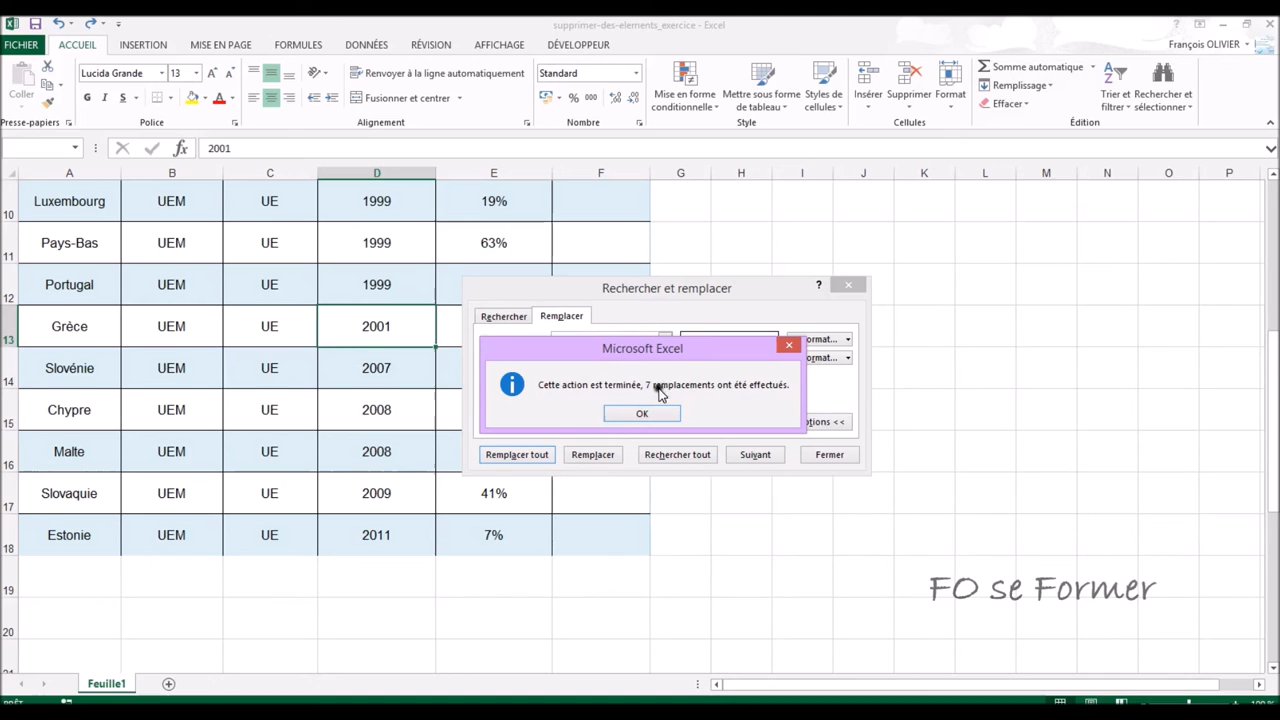 supprimer-des-elements_exercice - Excel
FICHIER ACCUEIL INSERTION MISE EN PAGE FORMULES DONNÉES RÉVISION AFFICHAGE DÉVELOPPEUR François OLIVIER
Coller
Lucida Grande 13
G I S
Renvoyer à la ligne automatiquement
Fusionner et centrer
Standard
% 000
Mise en forme conditionnelle
Mettre sous forme de tableau
Styles de cellules
Insérer Supprimer Format
Somme automatique
Remplissage
Effacer
Trier et filtrer
Rechercher et sélectionner
Presse-papiers Police Alignement Nombre Style Cellules Édition
fx 2001
A B C D E F G H I J K L M N O P
10 Luxembourg UEM UE 1999 19%
11 Pays-Bas UEM UE 1999 63%
12 Portugal UEM UE 1999
13 Grèce UEM UE 2001
14 Slovénie UEM UE 2007
15 Chypre UEM UE 2008
16 Malte UEM UE 2008
17 Slovaquie UEM UE 2009 41%
18 Estonie UEM UE 2011 7%
19
20
Rechercher et remplacer ?
Rechercher Remplacer
ormat...
ormat...
Microsoft Excel
Cette action est terminée, 7 remplacements ont été effectués.
OK
ptions <<
Remplacer tout Remplacer Rechercher tout Suivant Fermer
FO se Former
Feuille1